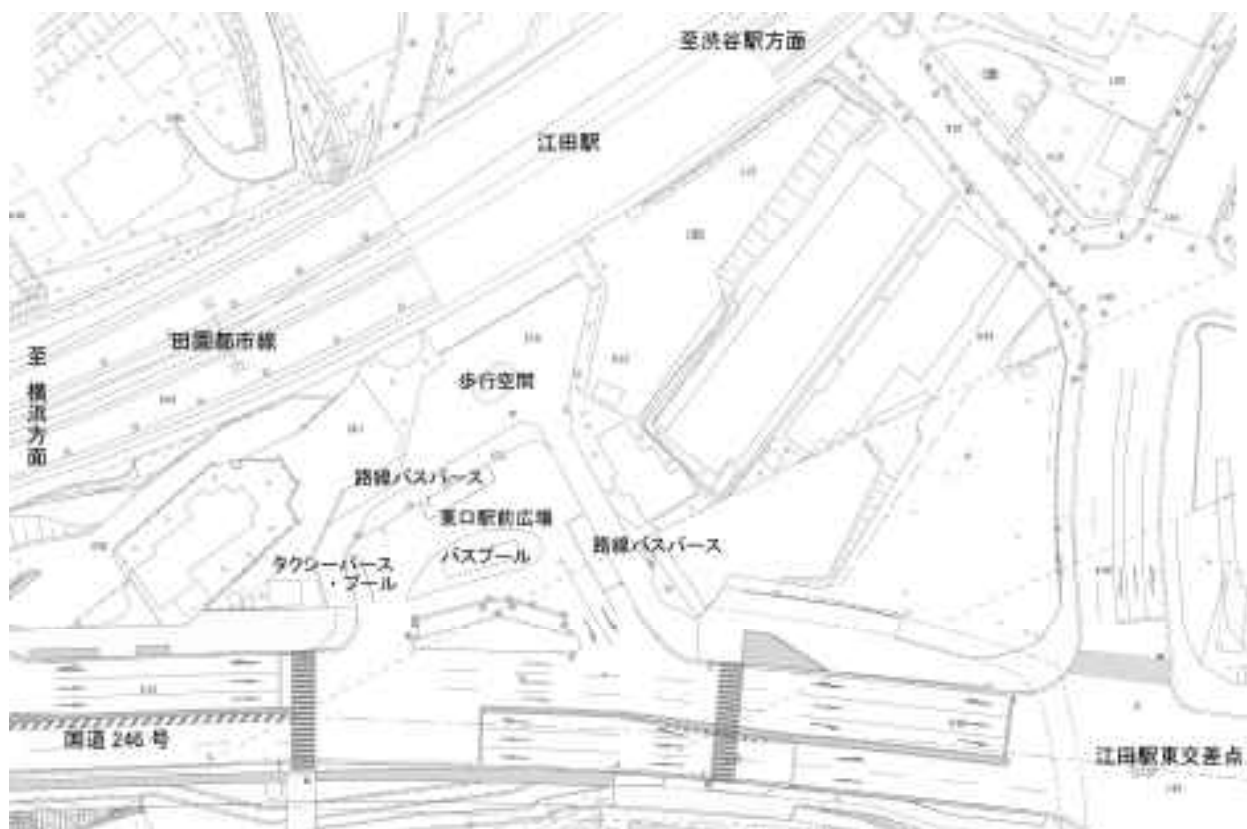 至渋谷駅方面
江田駅
田園都市線
至 横浜方面
歩行空間
路線バスバース
東口駅前広場
路線バスバース
バスプール
タクシーバース
・プール
国道 246 号
江田駅東交差点